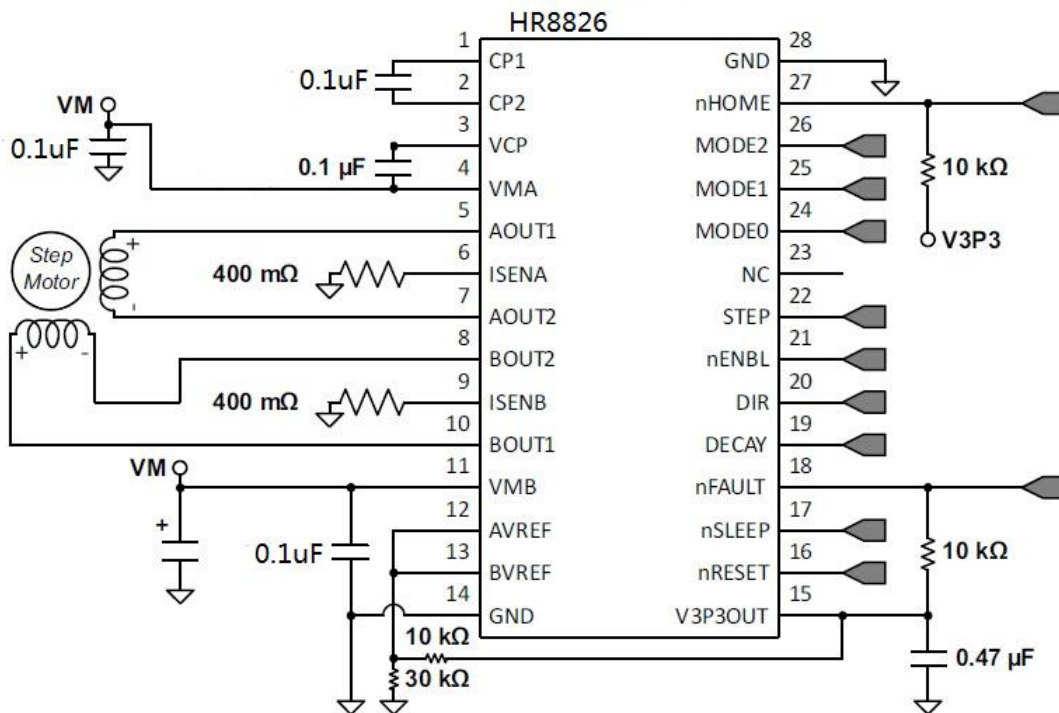 HR8826
1
CP1
2
CP2
3
VCP
4
VMA
5
AOUT1
6
ISENA
7
AOUT2
8
BOUT2
9
ISENB
10
BOUT1
11
VMB
12
AVREF
13
BVREF
14
GND
28
GND
27
nHOME
26
MODE2
25
MODE1
24
MODE0
23
NC
22
STEP
21
nENBL
20
DIR
19
DECAY
18
nFAULT
17
nSLEEP
16
nRESET
15
V3P3OUT
0.1uF
VM
0.1uF
0.1 µF
Step
Motor
+
-
+ -
400 mΩ
400 mΩ
VM
+
0.1uF
10 kΩ
30 kΩ
10 kΩ
V3P3
10 kΩ
0.47 µF